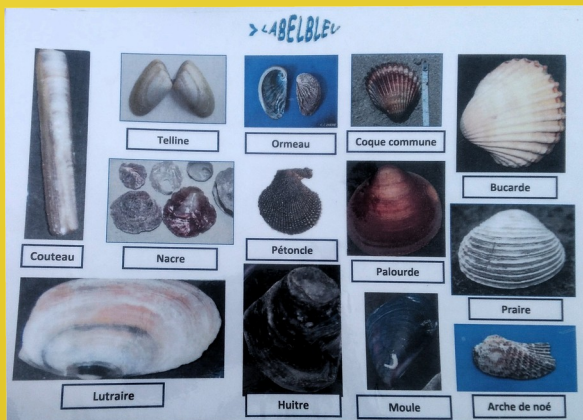 LABELBLEU
Telline
Ormeau
Coque commune
Bucarde
Couteau
Nacre
Pétoncle
Palourde
Praire
Lutraire
Huitre
Moule
Arche de noé